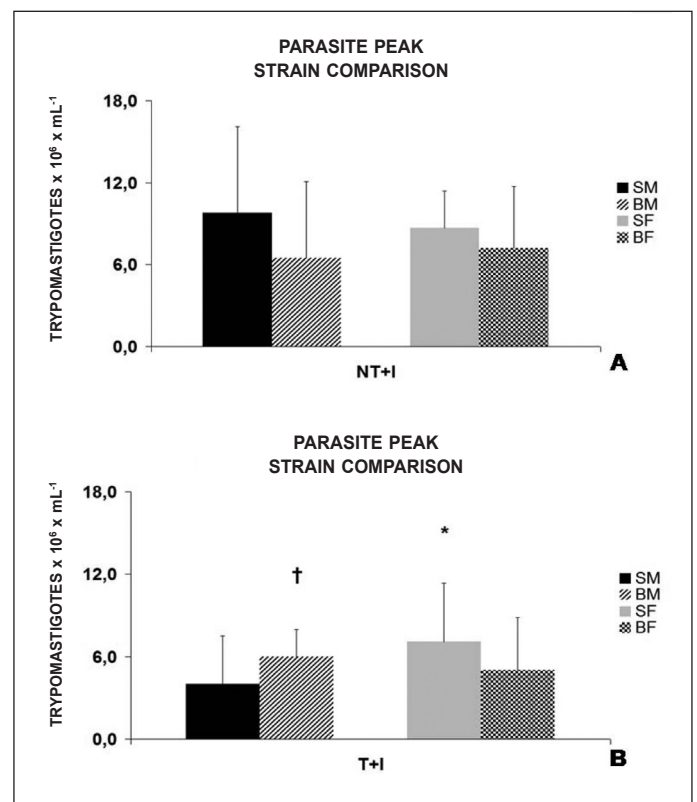 PARASITE PEAK
STRAIN COMPARISON
TRYPOMASTIGOTES x 10⁶ x mL⁻¹
18,0
12,0
6,0
0,0
SM
BM
SF
BF
NT+I
A
PARASITE PEAK
STRAIN COMPARISON
TRYPOMASTIGOTES x 10⁶ x mL⁻¹
18,0
12,0
6,0
0,0
†
*
SM
BM
SF
BF
T+I
B